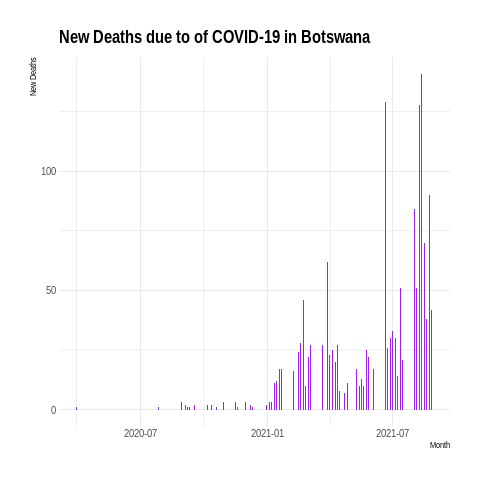 New Deaths due to of COVID-19 in Botswana
New Deaths
100
50
0
2020-07
2021-01
2021-07
Month